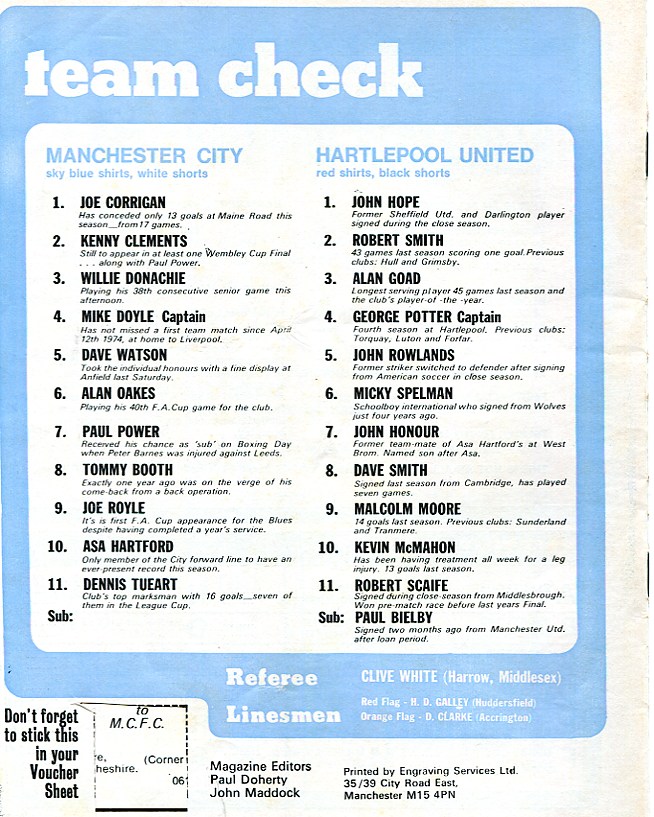 team check
MANCHESTER CITY
sky blue shirts, white shorts
1. JOE CORRIGAN
Has conceded only 13 goals at Maine Road this
season—from 17 games.
2. KENNY CLEMENTS
Still to appear in at least one Wembley Cup Final
. . . along with Paul Power.
3. WILLIE DONACHIE
Playing his 38th consecutive senior game this
afternoon.
4. MIKE DOYLE Captain
Has not missed a first team match since April
12th 1974, at home to Liverpool.
5. DAVE WATSON
Took the individual honours with a fine display at
Anfield last Saturday.
6. ALAN OAKES
Playing his 40th F.A.Cup game for the club.
7. PAUL POWER
Received his chance as 'sub' on Boxing Day
when Peter Barnes was injured against Leeds.
8. TOMMY BOOTH
Exactly one year ago was on the verge of his
come-back from a back operation.
9. JOE ROYLE
It's is first F.A. Cup appearance for the Blues
despite having completed a year's service.
10. ASA HARTFORD
Only member of the City forward line to have an
ever-present record this season.
11. DENNIS TUEART
Club's top marksman with 16 goals—seven of
them in the League Cup.
Sub:
HARTLEPOOL UNITED
red shirts, black shorts
1. JOHN HOPE
Former Sheffield Utd. and Darlington player
signed during the close season.
2. ROBERT SMITH
43 games last season scoring one goal.Previous
clubs: Hull and Grimsby.
3. ALAN GOAD
Longest serving player 45 games last season and
the club's player-of -the -year.
4. GEORGE POTTER Captain
Fourth season at Hartlepool. Previous clubs:
Torquay, Luton and Forfar.
5. JOHN ROWLANDS
Former striker switched to defender after signing
from American soccer in close season.
6. MICKY SPELMAN
Schoolboy international who signed from Wolves
just four years ago.
7. JOHN HONOUR
Former team-mate of Asa Hartford's at West
Brom. Named son after Asa.
8. DAVE SMITH
Signed last season from Cambridge, has played
seven games.
9. MALCOLM MOORE
14 goals last season. Previous clubs: Sunderland
and Tranmere.
10. KEVIN McMAHON
Has been having treatment all week for a leg
injury. 13 goals last season.
11. ROBERT SCAIFE
Signed during close-season from Middlesbrough.
Won pre-match race before last years Final.
Sub: PAUL BIELBY
Signed two months ago from Manchester Utd.
after loan period.
Referee CLIVE WHITE (Harrow, Middlesex)
Linesmen Red Flag - H. D. GALLEY (Huddersfield)
Orange Flag - D. CLARKE (Accrington)
Don't forget
to stick this
in your
Voucher
Sheet
to
M.C.F.C.
re, (Corner
heshire.
061
Magazine Editors
Paul Doherty
John Maddock
Printed by Engraving Services Ltd.
35/39 City Road East,
Manchester M15 4PN